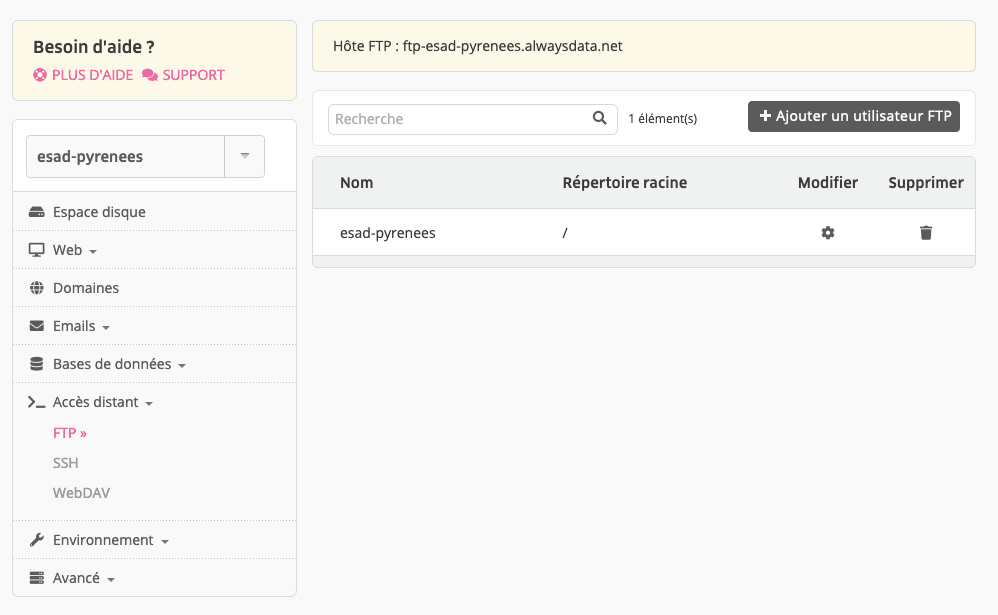 Besoin d'aide ?
PLUS D'AIDE SUPPORT
esad-pyrenees
Espace disque
Web
Domaines
Emails
Bases de données
Accès distant
FTP »
SSH
WebDAV
Environnement
Avancé
Hôte FTP : ftp-esad-pyrenees.alwaysdata.net
Recherche 1 élément(s) + Ajouter un utilisateur FTP
Nom Répertoire racine Modifier Supprimer
esad-pyrenees /